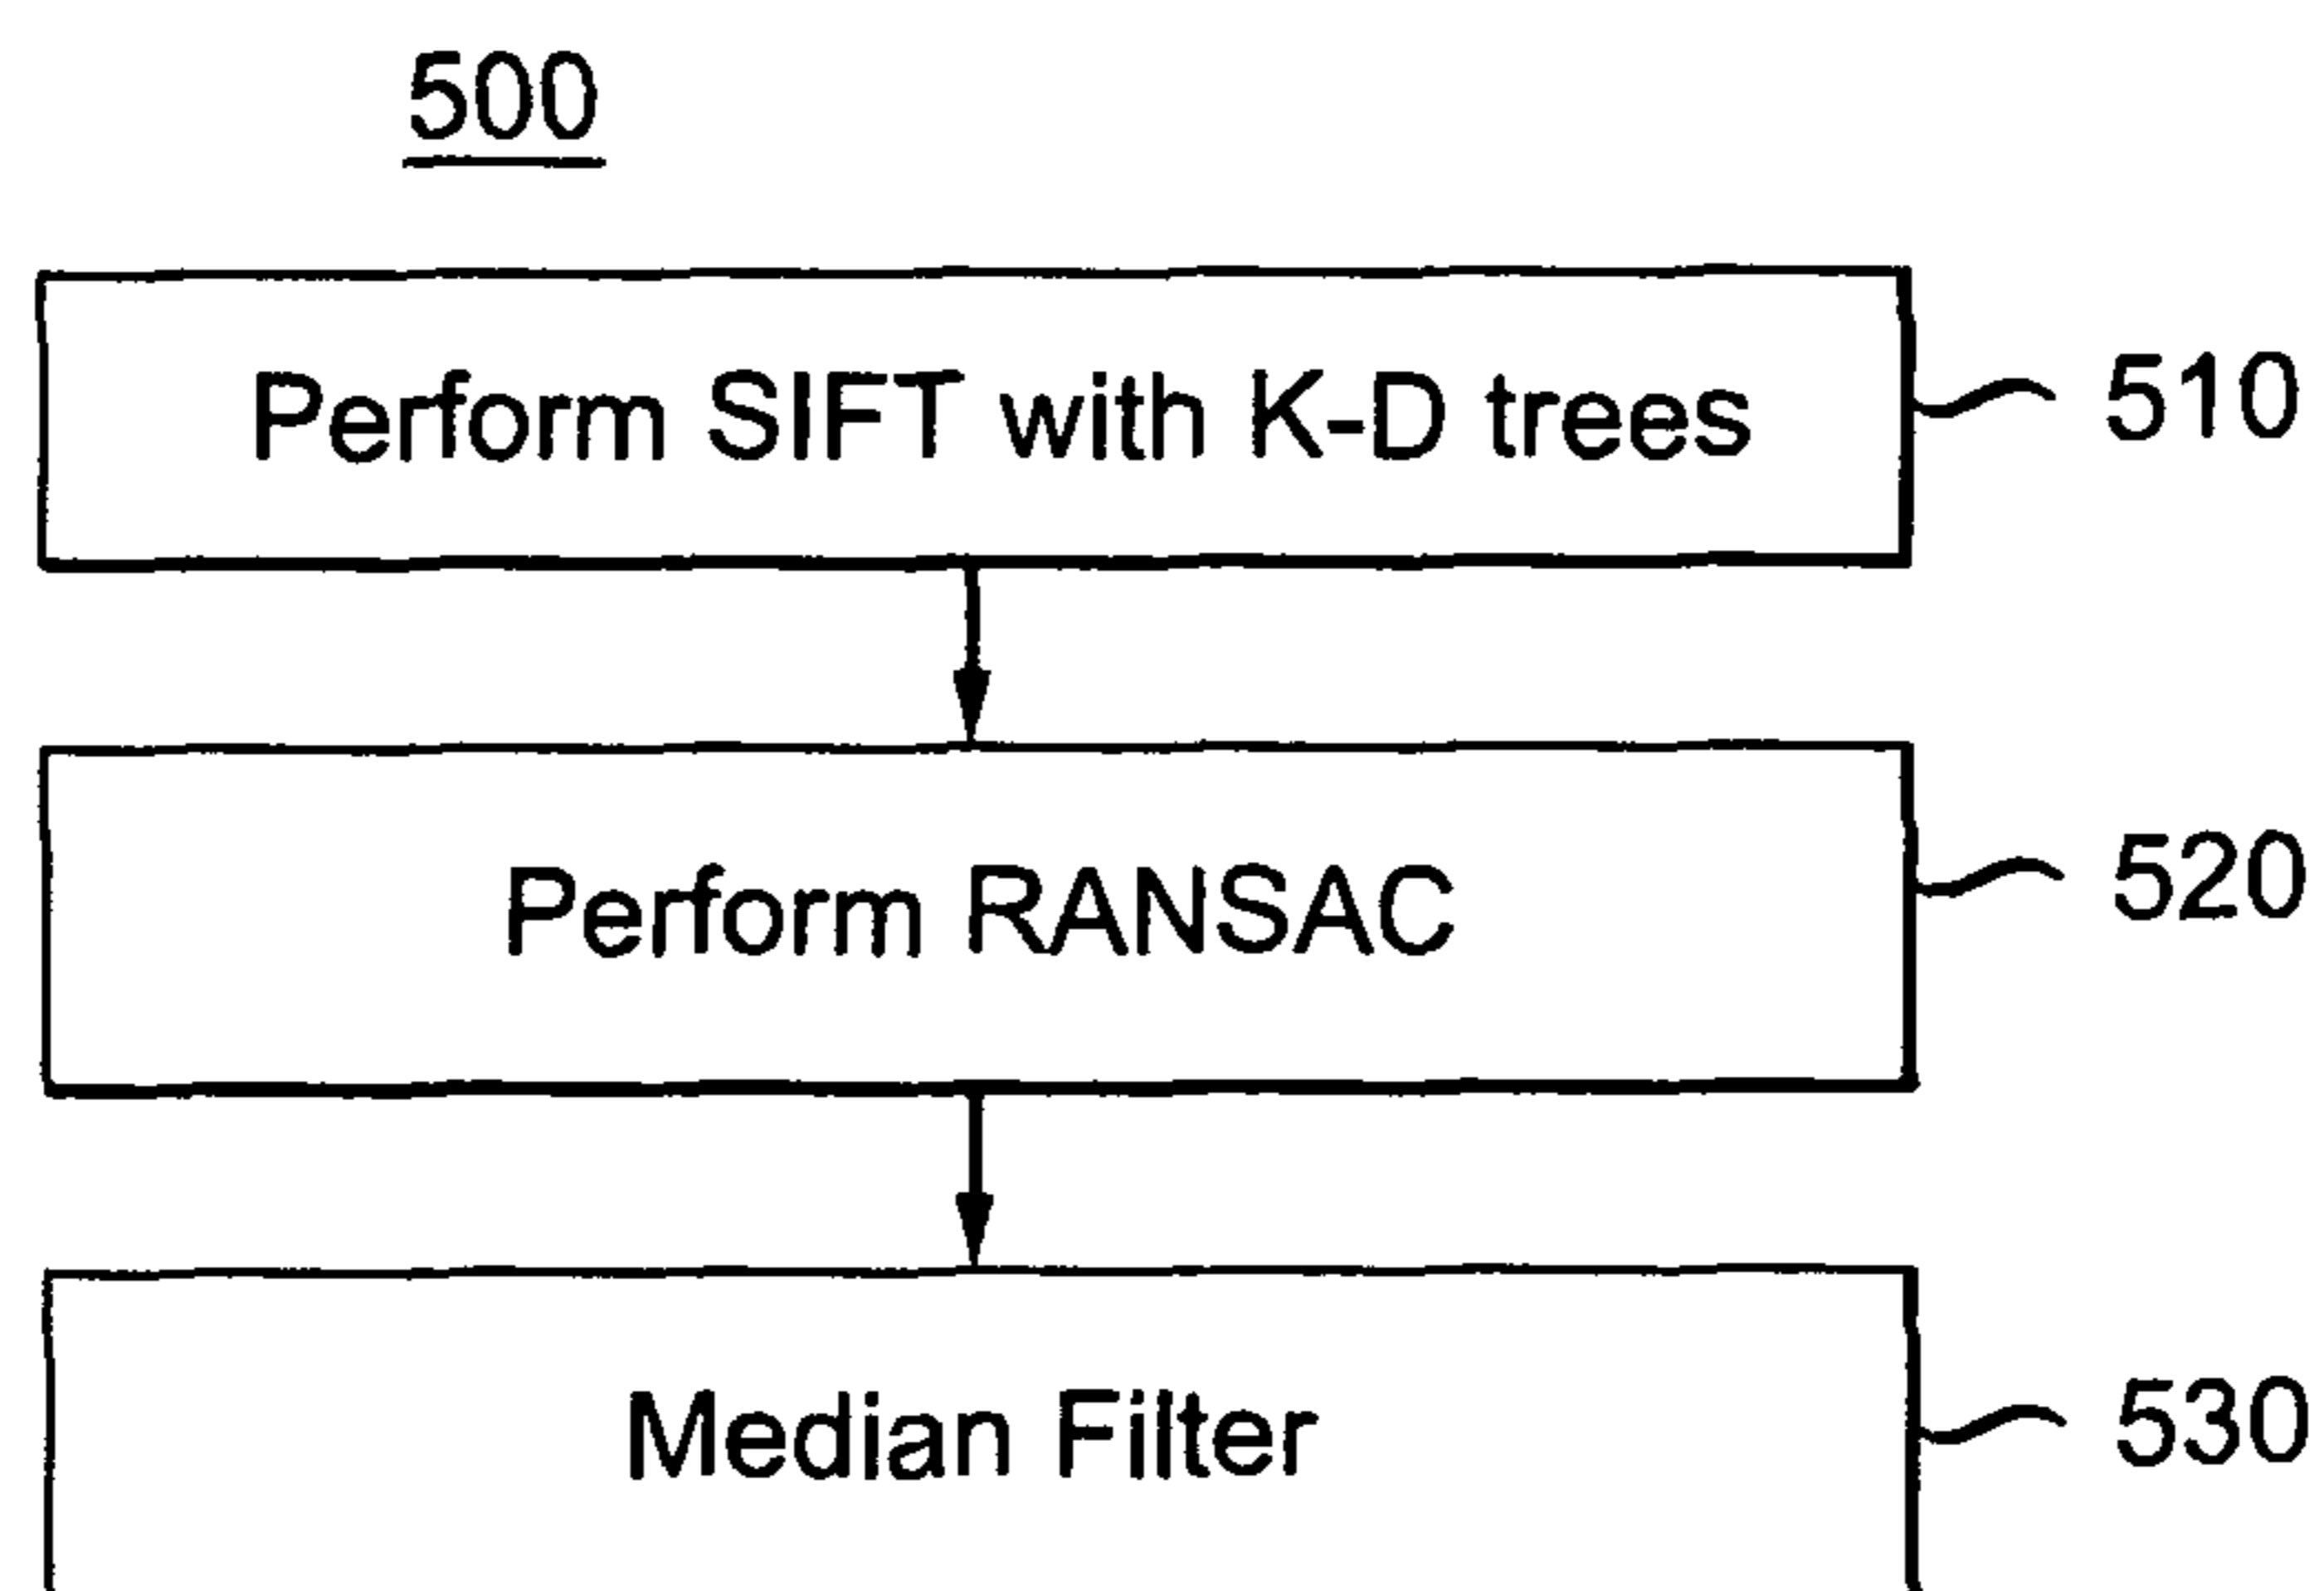 500
Perform SIFT with K-D trees
510
Perform RANSAC
520
Median Filter
530